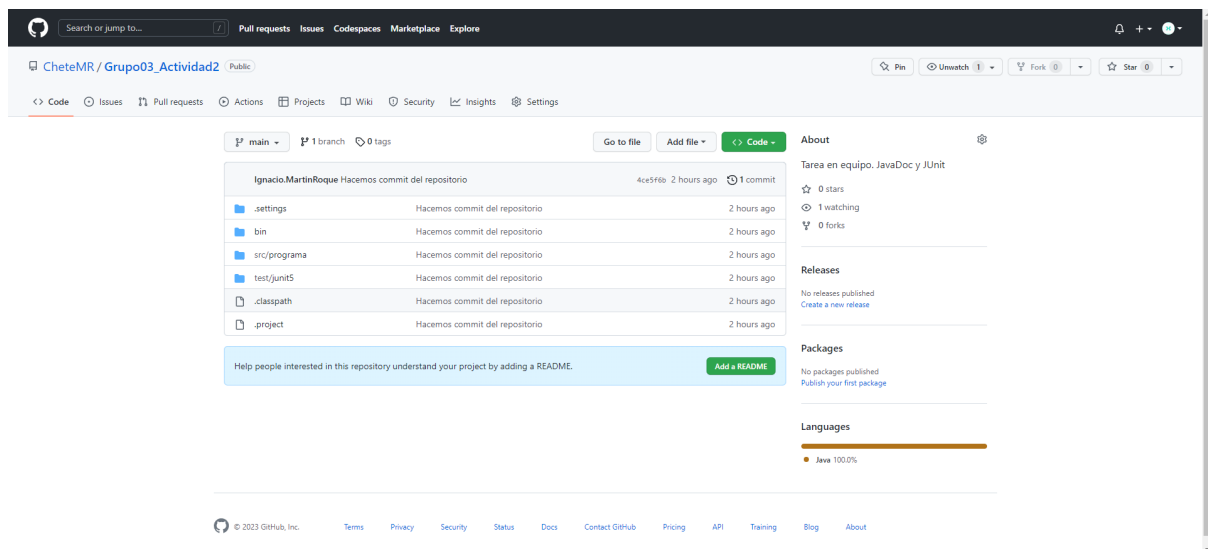 Search or jump to... /
Pull requests Issues Codespaces Marketplace Explore
CheteMR / Grupo03_Actividad2 Public
Pin Unwatch 1 Fork 0 Star 0
<> Code Issues Pull requests Actions Projects Wiki Security Insights Settings
main 1 branch 0 tags Go to file Add file <> Code
Ignacio.MartinRoque Hacemos commit del repositorio 4ce5f6b 2 hours ago 1 commit
.settings Hacemos commit del repositorio 2 hours ago
bin Hacemos commit del repositorio 2 hours ago
src/programa Hacemos commit del repositorio 2 hours ago
test/junit5 Hacemos commit del repositorio 2 hours ago
.classpath Hacemos commit del repositorio 2 hours ago
.project Hacemos commit del repositorio 2 hours ago
Help people interested in this repository understand your project by adding a README. Add a README
About
Tarea en equipo. JavaDoc y JUnit
0 stars
1 watching
0 forks
Releases
No releases published
Create a new release
Packages
No packages published
Publish your first package
Languages
Java 100.0%
© 2023 GitHub, Inc. Terms Privacy Security Status Docs Contact GitHub Pricing API Training Blog About